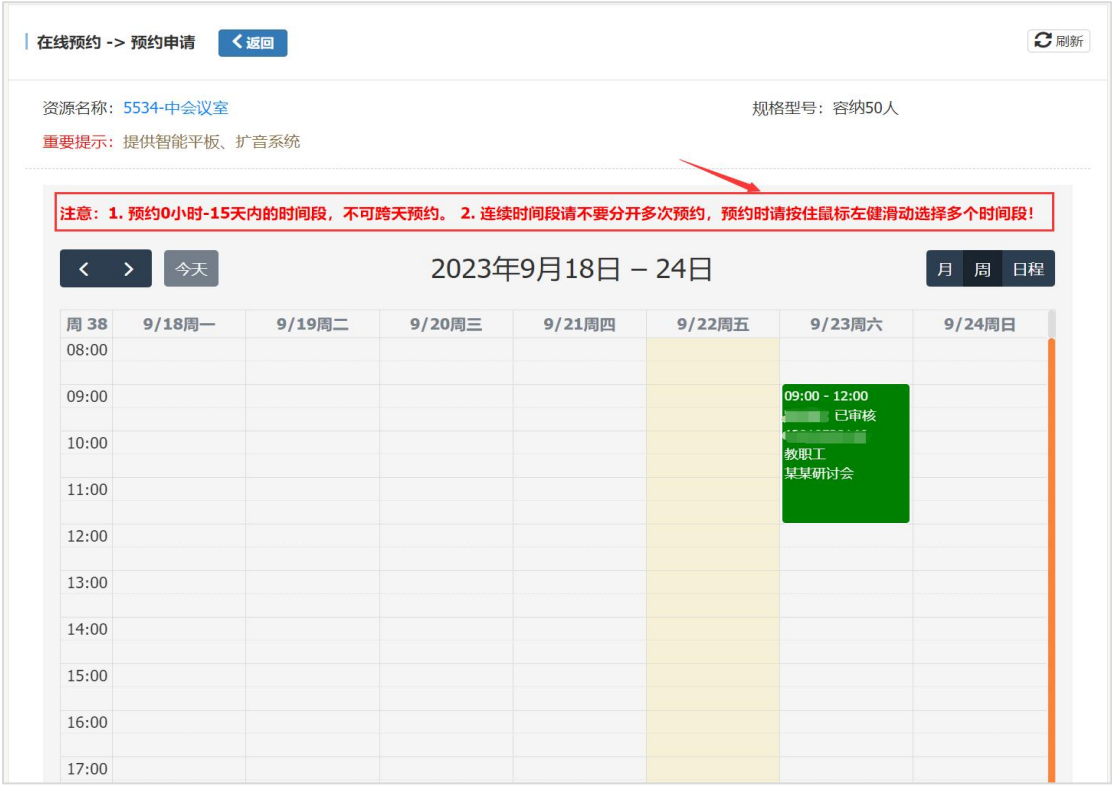 在线预约 -> 预约申请 返回 刷新
资源名称：5534-中会议室 规格型号：容纳50人
重要提示：提供智能平板、扩音系统
注意：1. 预约0小时-15天内的时间段，不可跨天预约。 2. 连续时间段请不要分开多次预约，预约时请按住鼠标左健滑动选择多个时间段！
今天 2023年9月18日 – 24日 月 周 日程
周 38 9/18周一 9/19周二 9/20周三 9/21周四 9/22周五 9/23周六 9/24周日
08:00
09:00 09:00 - 12:00
已审核
10:00
教职工
某某研讨会
11:00
12:00
13:00
14:00
15:00
16:00
17:00